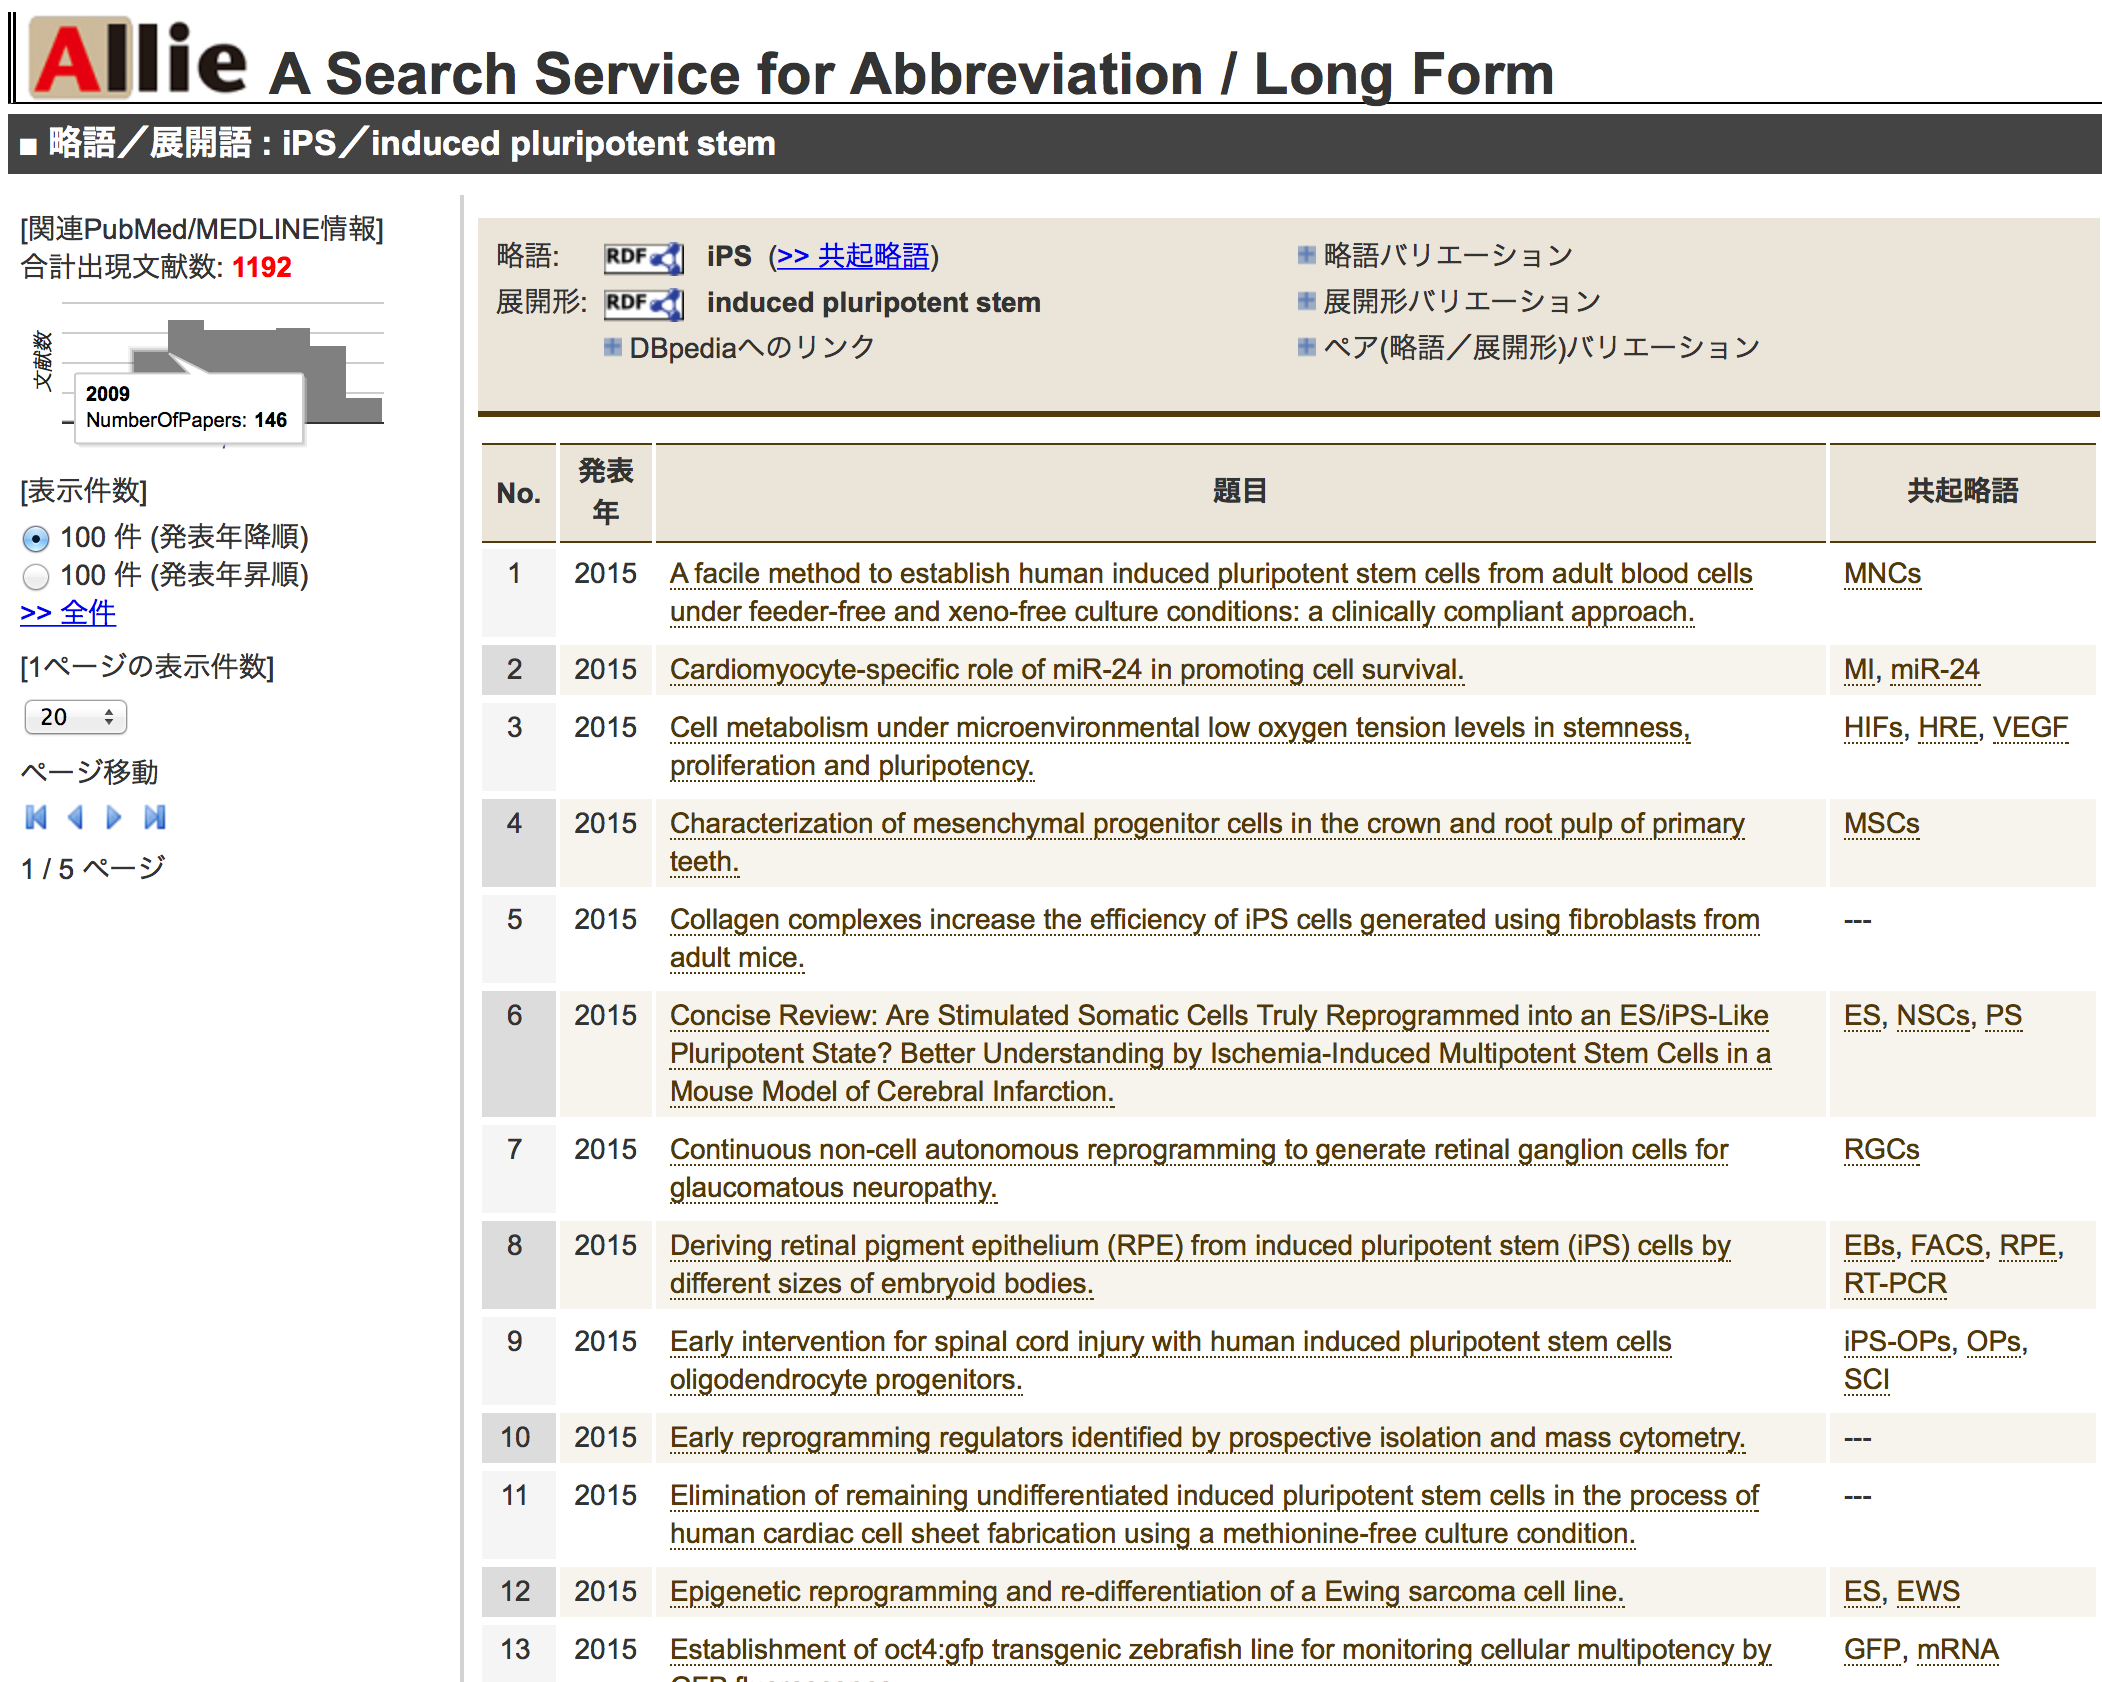 Allie A Search Service for Abbreviation / Long Form
■ 略語／展開語 : iPS／induced pluripotent stem
[関連PubMed/MEDLINE情報]
合計出現文献数: 1192
文献数
2009
NumberOfPapers: 146
[表示件数]
100 件 (発表年降順)
100 件 (発表年昇順)
>> 全件
[1ページの表示件数]
20
ページ移動
1 / 5 ページ
略語: RDF iPS (>> 共起略語)
展開形: RDF induced pluripotent stem
DBpediaへのリンク
略語バリエーション
展開形バリエーション
ペア(略語／展開形)バリエーション
No. 発表年 題目 共起略語
1 2015 A facile method to establish human induced pluripotent stem cells from adult blood cells MNCs
under feeder-free and xeno-free culture conditions: a clinically compliant approach.
2 2015 Cardiomyocyte-specific role of miR-24 in promoting cell survival. MI, miR-24
3 2015 Cell metabolism under microenvironmental low oxygen tension levels in stemness, HIFs, HRE, VEGF
proliferation and pluripotency.
4 2015 Characterization of mesenchymal progenitor cells in the crown and root pulp of primary MSCs
teeth.
5 2015 Collagen complexes increase the efficiency of iPS cells generated using fibroblasts from ---
adult mice.
6 2015 Concise Review: Are Stimulated Somatic Cells Truly Reprogrammed into an ES/iPS-Like ES, NSCs, PS
Pluripotent State? Better Understanding by Ischemia-Induced Multipotent Stem Cells in a
Mouse Model of Cerebral Infarction.
7 2015 Continuous non-cell autonomous reprogramming to generate retinal ganglion cells for RGCs
glaucomatous neuropathy.
8 2015 Deriving retinal pigment epithelium (RPE) from induced pluripotent stem (iPS) cells by EBs, FACS, RPE,
different sizes of embryoid bodies. RT-PCR
9 2015 Early intervention for spinal cord injury with human induced pluripotent stem cells iPS-OPs, OPs,
oligodendrocyte progenitors. SCI
10 2015 Early reprogramming regulators identified by prospective isolation and mass cytometry. ---
11 2015 Elimination of remaining undifferentiated induced pluripotent stem cells in the process of ---
human cardiac cell sheet fabrication using a methionine-free culture condition.
12 2015 Epigenetic reprogramming and re-differentiation of a Ewing sarcoma cell line. ES, EWS
13 2015 Establishment of oct4:gfp transgenic zebrafish line for monitoring cellular multipotency by GFP, mRNA